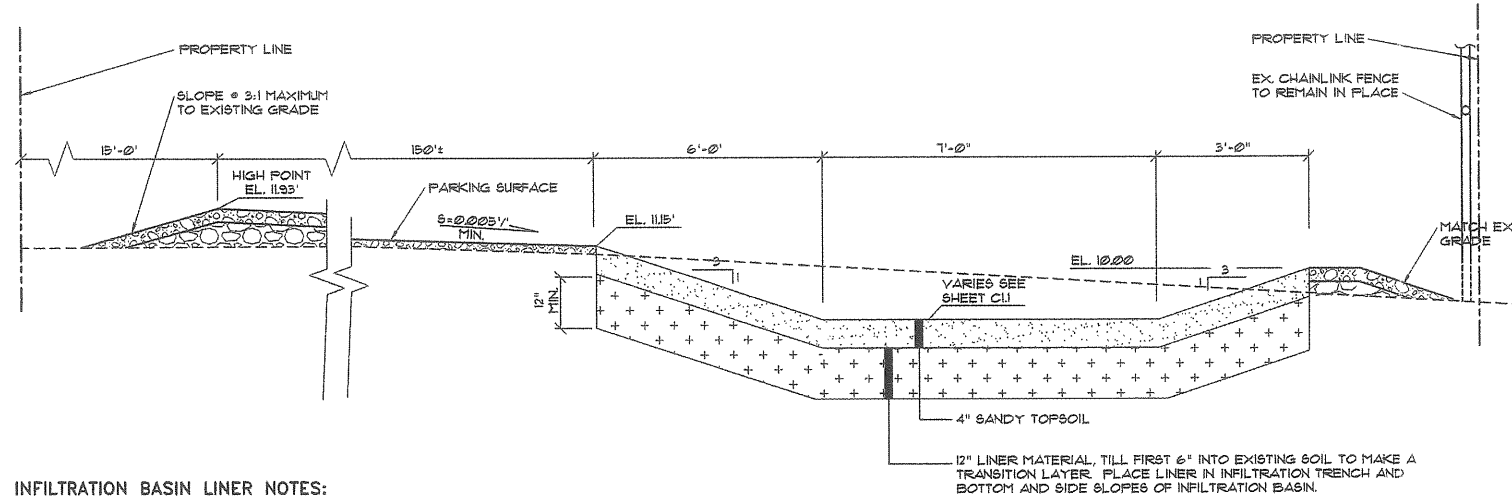 PROPERTY LINE
SLOPE @ 3:1 MAXIMUM
TO EXISTING GRADE
PROPERTY LINE
EX. CHAINLINK FENCE
TO REMAIN IN PLACE
15'-0'
150'±
6'-0'
7'-0"
3'-0"
HIGH POINT
EL. 11.93'
PARKING SURFACE
S=0.005'/'
MIN.
EL. 11.15'
MATCH EX
GRADE
EL. 10.00
3
1
3
1
VARIES SEE
SHEET C1.1
12"
MIN.
4" SANDY TOPSOIL
12" LINER MATERIAL, TILL FIRST 6" INTO EXISTING SOIL TO MAKE A
TRANSITION LAYER. PLACE LINER IN INFILTRATION TRENCH AND
BOTTOM AND SIDE SLOPES OF INFILTRATION BASIN.
INFILTRATION BASIN LINER NOTES: